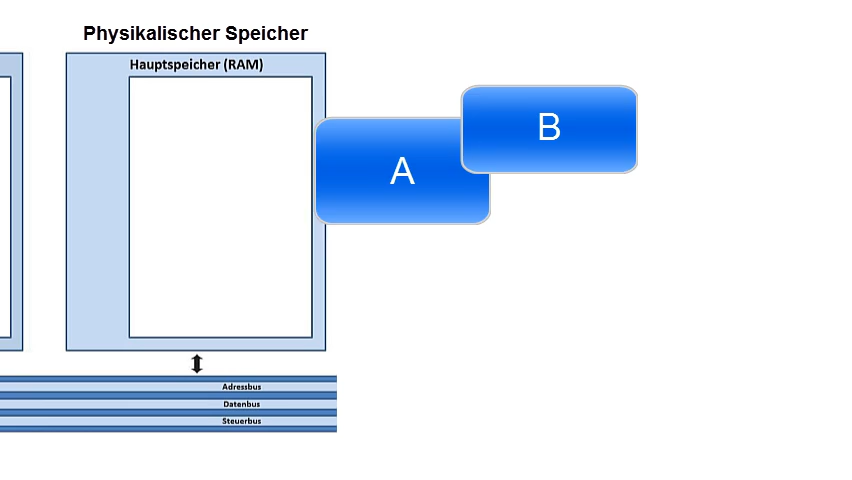 Physikalischer Speicher
Hauptspeicher (RAM)
A
B
Adressbus
Datenbus
Steuerbus